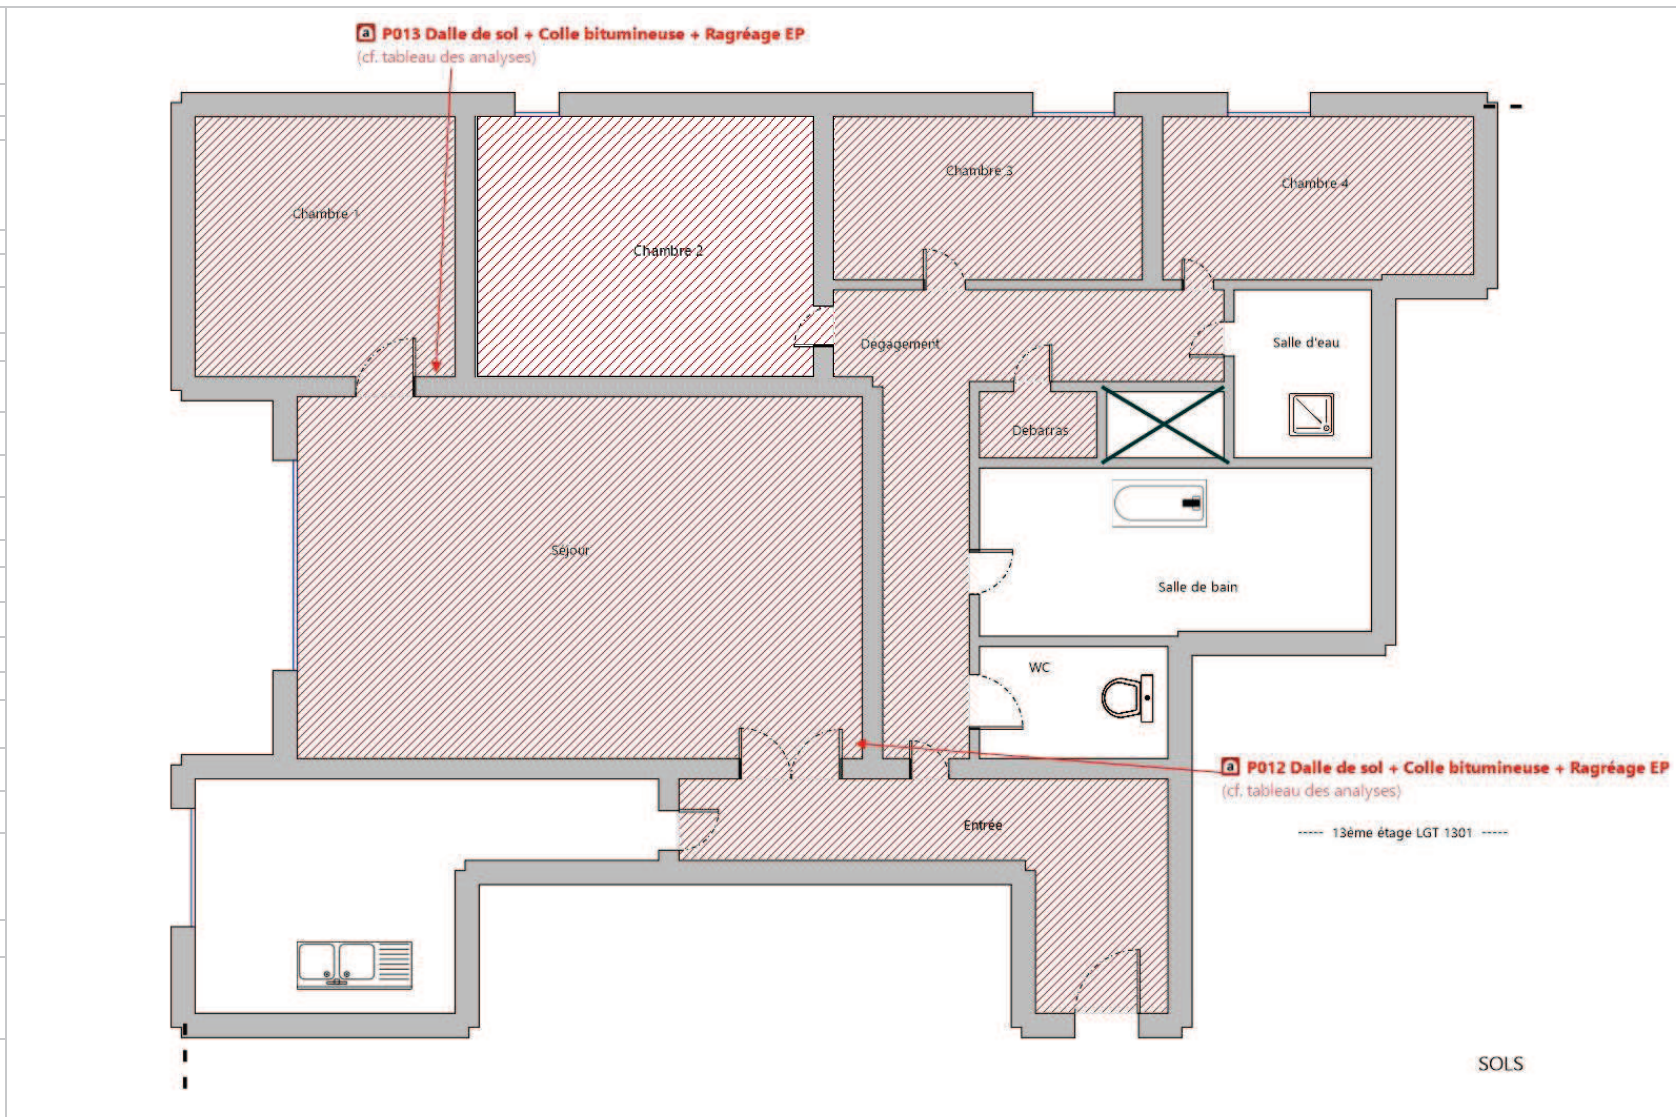 a P013 Dalle de sol + Colle bitumineuse + Ragréage EP
(cf. tableau des analyses)
Chambre 1
Chambre 2
Chambre 3
Chambre 4
Dégagement
Salle d'eau
Débarras
Séjour
Salle de bain
WC
a P012 Dalle de sol + Colle bitumineuse + Ragréage EP
(cf. tableau des analyses)
Entrée
13ème étage LGT 1301
SOLS